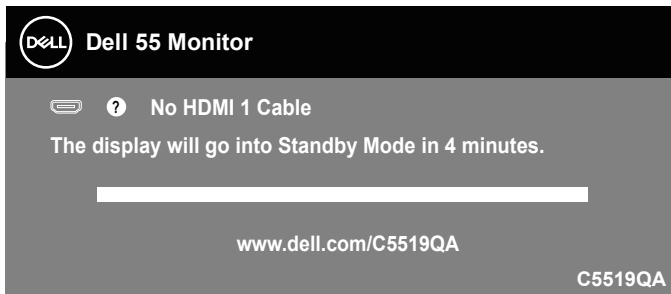 DELL Dell 55 Monitor
? No HDMI 1 Cable
The display will go into Standby Mode in 4 minutes.
www.dell.com/C5519QA
C5519QA